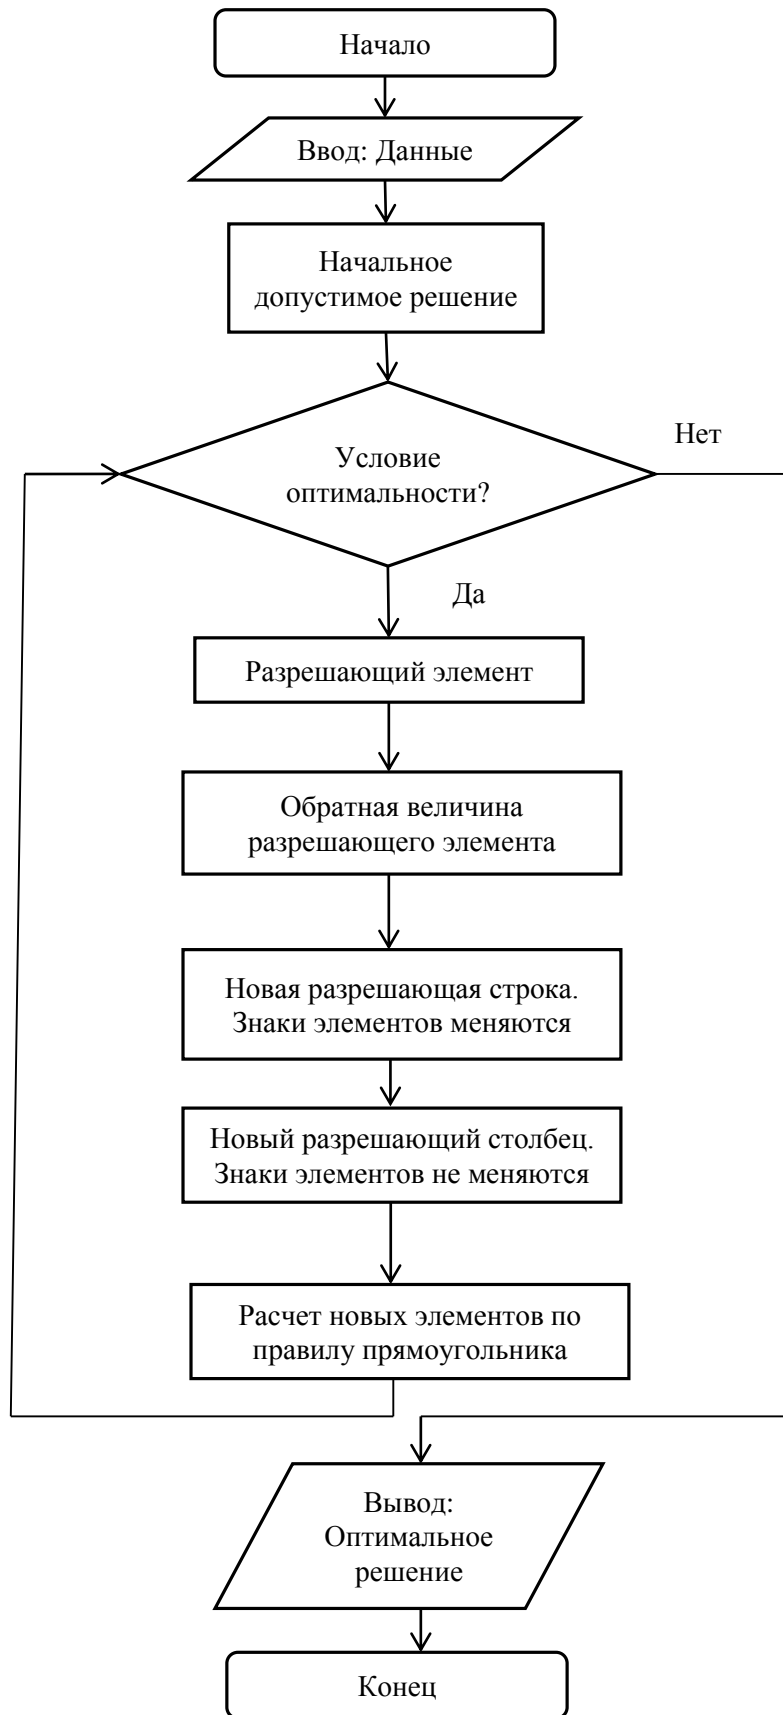 Начало
Ввод: Данные
Начальное
допустимое решение
Нет
Условие
оптимальности?
Да
Разрешающий элемент
Обратная величина
разрешающего элемента
Новая разрешающая строка.
Знаки элементов меняются
Новый разрешающий столбец.
Знаки элементов не меняются
Расчет новых элементов по
правилу прямоугольника
Вывод:
Оптимальное
решение
Конец